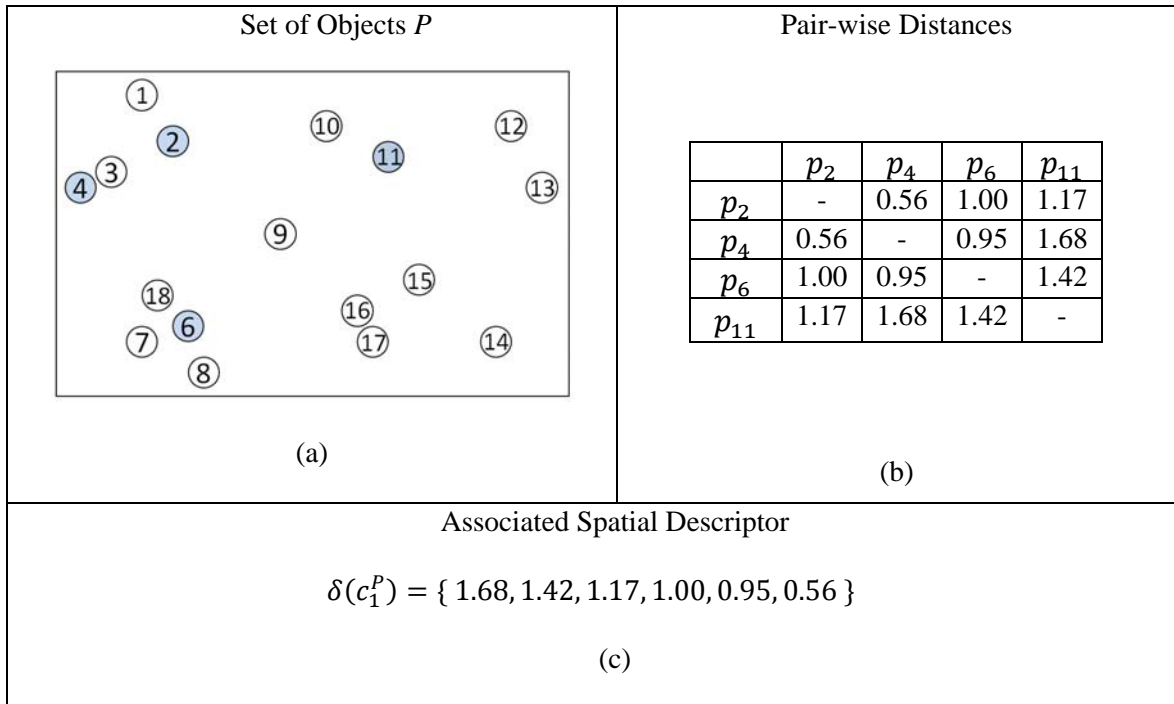 Set of Objects P
1
10
12
2
11
3
4
13
9
15
18
16
6
7
17
14
8
(a)
Pair-wise Distances
p₂ p₄ p₆ p₁₁
p₂ - 0.56 1.00 1.17
p₄ 0.56 - 0.95 1.68
p₆ 1.00 0.95 - 1.42
p₁₁ 1.17 1.68 1.42 -
(b)
Associated Spatial Descriptor
δ(c₁ᴾ) = { 1.68, 1.42, 1.17, 1.00, 0.95, 0.56 }
(c)